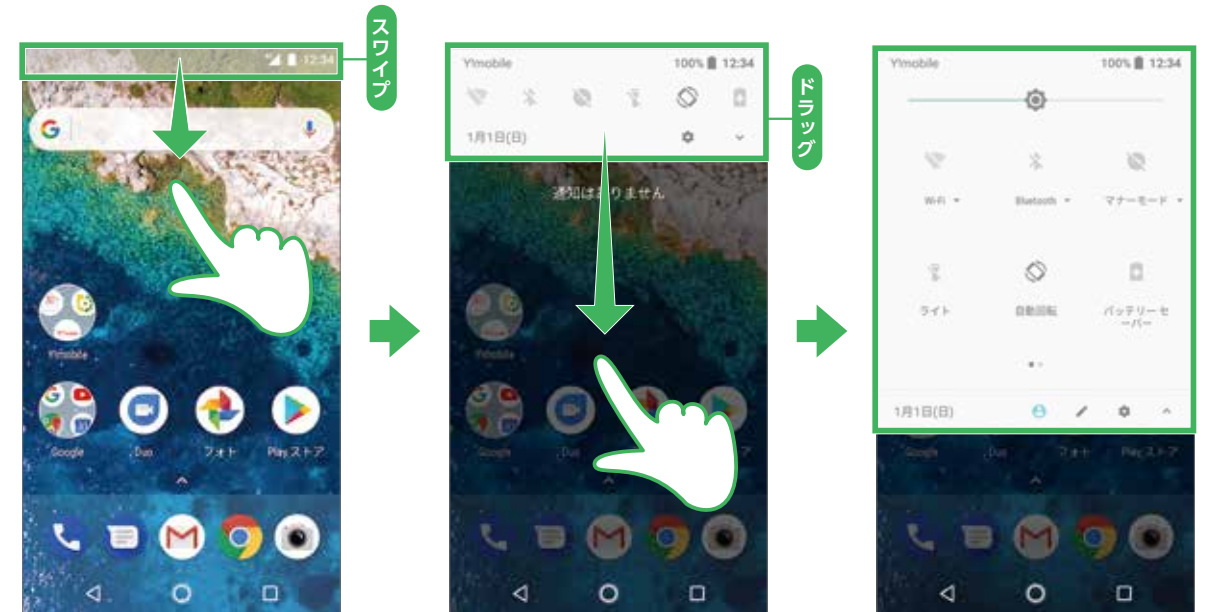 スワイプ
12:34
G
Y!mobile
Google
Duo
フォト
Play ストア
ドラッグ
Y!mobile
100%
12:34
1月1日(日)
通知はありません
Y!mobile
Google
Duo
Y!mobile
100%
12:34
Wi-Fi
Bluetooth
マナーモード
ライト
自動回転
バッテリーセ
ーバー
1月1日(日)
Google
Duo
フォト
Play ストア